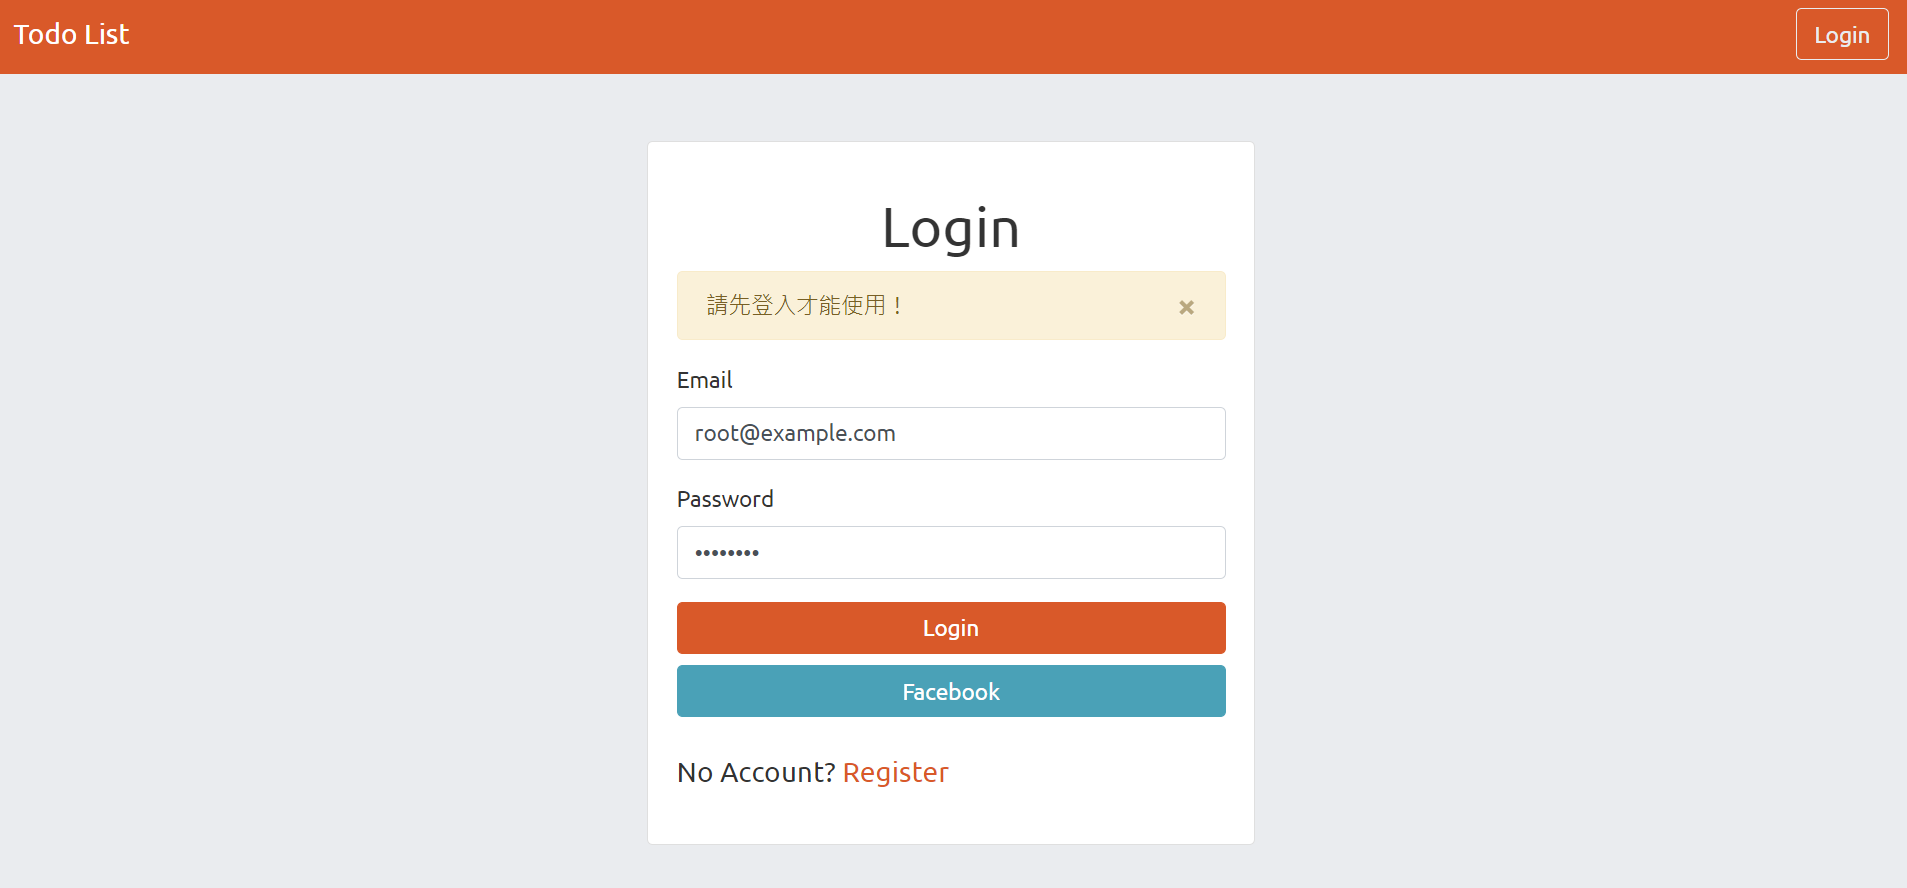 Todo List
Login
Login
請先登入才能使用！
×
Email
root@example.com
Password
••••••••
Login
Facebook
No Account? Register